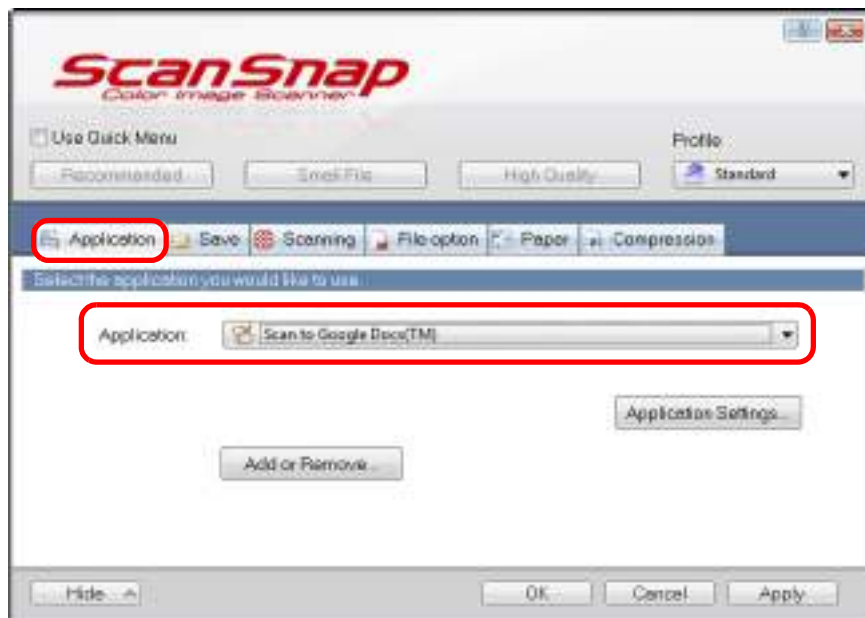 ScanSnap
Color Image Scanner
Use Quick Menu
Profile
Recommended Small File High Quality Standard
Application Save Scanning File option Paper Compression
Select the application you would like to use.
Application: Scan to Google Docs(TM)
Application Settings...
Add or Remove...
Hide OK Cancel Apply